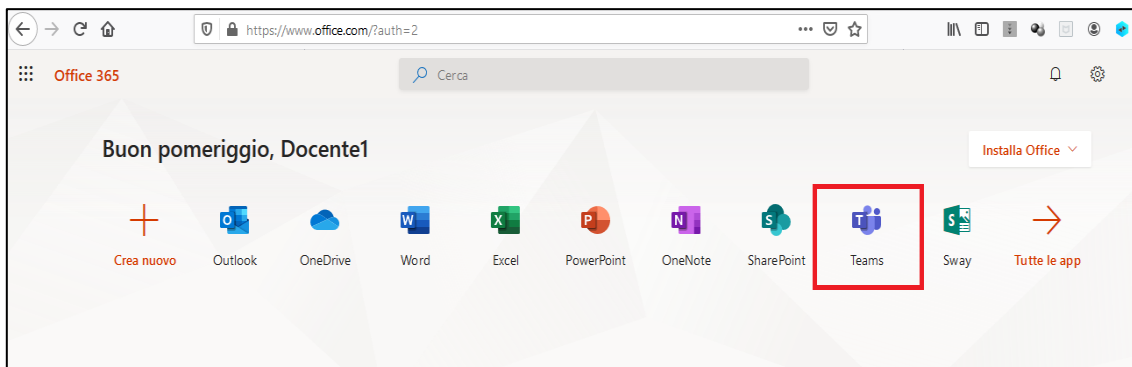 https://www.office.com/?auth=2
Office 365
Cerca
Buon pomeriggio, Docente1
Installa Office
Crea nuovo
Outlook
OneDrive
Word
Excel
PowerPoint
OneNote
SharePoint
Teams
Sway
Tutte le app